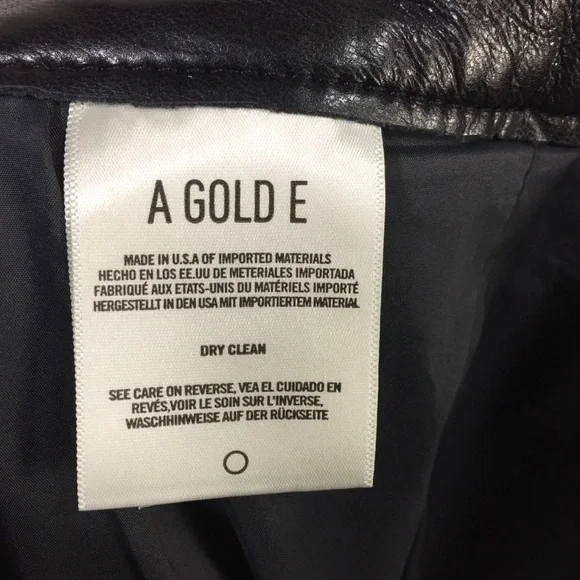 A GOLD E
MADE IN U.S.A OF IMPORTED MATERIALS
HECHO EN LOS EE.UU DE METERIALES IMPORTADA
FABRIQUÉ AUX ETATS-UNIS DU MATÉRIELS IMPORTÉ
HERGESTELLT IN DEN USA MIT IMPORTIERTEM MATERIAL
DRY CLEAN
SEE CARE ON REVERSE, VEA EL CUIDADO EN
REVÉS,VOIR LE SOIN SUR L'INVERSE,
WASCHHINWEISE AUF DER RÜCKSEITE